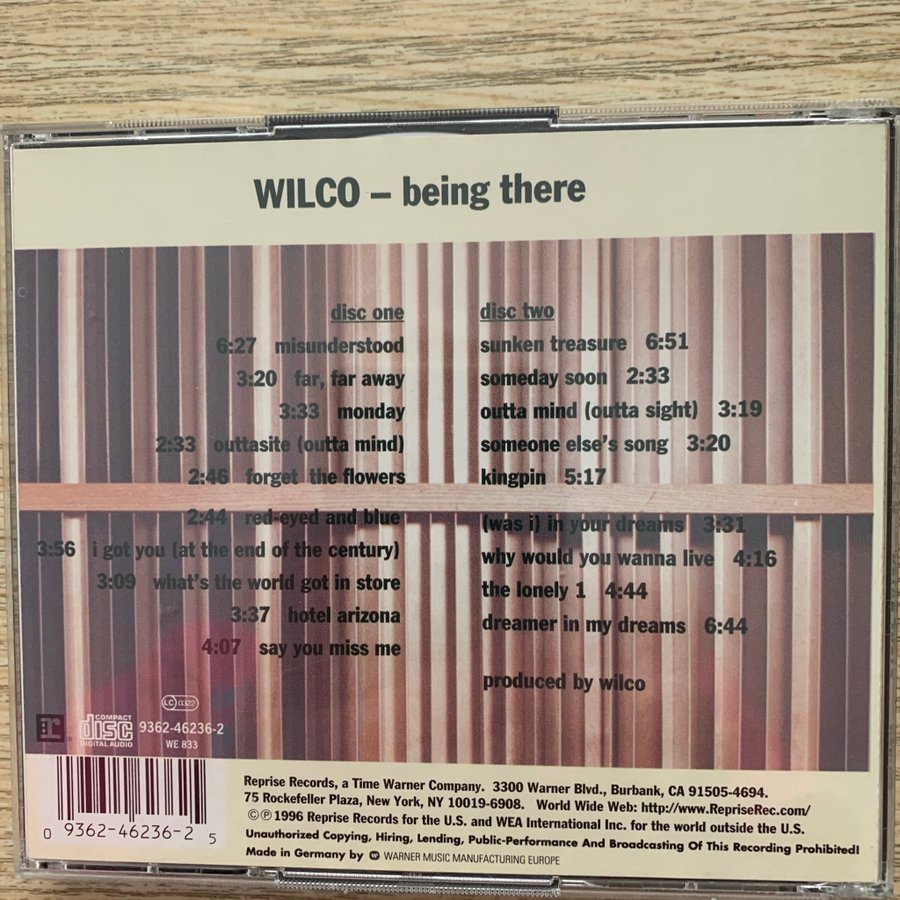 WILCO – being there
disc one
6:27 misunderstood
3:20 far, far away
3:33 monday
2:33 outtasite (outta mind)
2:46 forget the flowers
2:44 red-eyed and blue
3:56 i got you (at the end of the century)
3:09 what's the world got in store
3:37 hotel arizona
4:07 say you miss me
disc two
sunken treasure 6:51
someday soon 2:33
outta mind (outta sight) 3:19
someone else's song 3:20
kingpin 5:17
(was i) in your dreams 3:31
why would you wanna live 4:16
the lonely 1 4:44
dreamer in my dreams 6:44
produced by wilco
LC 0322
r
COMPACT
disc
DIGITAL AUDIO
9362-46236-2
WE 833
0 9362-46236-2 5
Reprise Records, a Time Warner Company. 3300 Warner Blvd., Burbank, CA 91505-4694.
75 Rockefeller Plaza, New York, NY 10019-6908. World Wide Web: http://www.RepriseRec.com/
©℗ 1996 Reprise Records for the U.S. and WEA International Inc. for the world outside the U.S.
Unauthorized Copying, Hiring, Lending, Public-Performance And Broadcasting Of This Recording Prohibited!
Made in Germany by WARNER MUSIC MANUFACTURING EUROPE